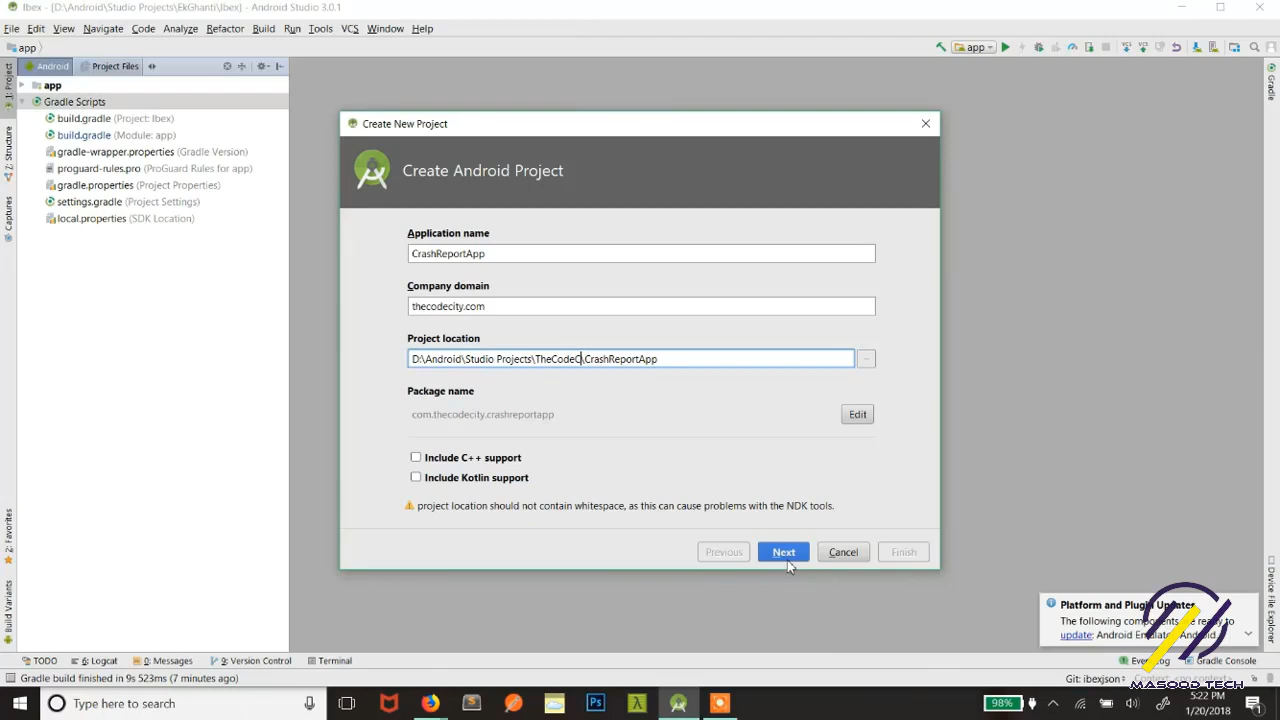 Ibex - [D:\Android\Studio Projects\EkGhanti\Ibex] - Android Studio 3.0.1
File Edit View Navigate Code Analyze Refactor Build Run Tools VCS Window Help
app
app
Android Project Files
1: Project
app
Gradle Scripts
build.gradle (Project: Ibex)
build.gradle (Module: app)
gradle-wrapper.properties (Gradle Version)
proguard-rules.pro (ProGuard Rules for app)
gradle.properties (Project Properties)
settings.gradle (Project Settings)
local.properties (SDK Location)
7: Structure
Captures
2: Favorites
Build Variants
Gradle
Device File Explorer
Create New Project
Create Android Project
Application name
CrashReportApp
Company domain
thecodecity.com
Project location
D:\Android\Studio Projects\TheCodeC\CrashReportApp
...
Package name
com.thecodecity.crashreportapp
Edit
Include C++ support
Include Kotlin support
project location should not contain whitespace, as this can cause problems with the NDK tools.
Previous Next Cancel Finish
Platform and Plugin Updates
The following components are ready to
update: Android Emulator, Android
TODO 6: Logcat 0: Messages 9: Version Control Terminal
Event Log Gradle Console
Gradle build finished in 9s 523ms (7 minutes ago)
Git: ibexjson Context: <no context>
MASOOD TECH
Type here to search
Ps
98%
5:22 PM
1/20/2018
1